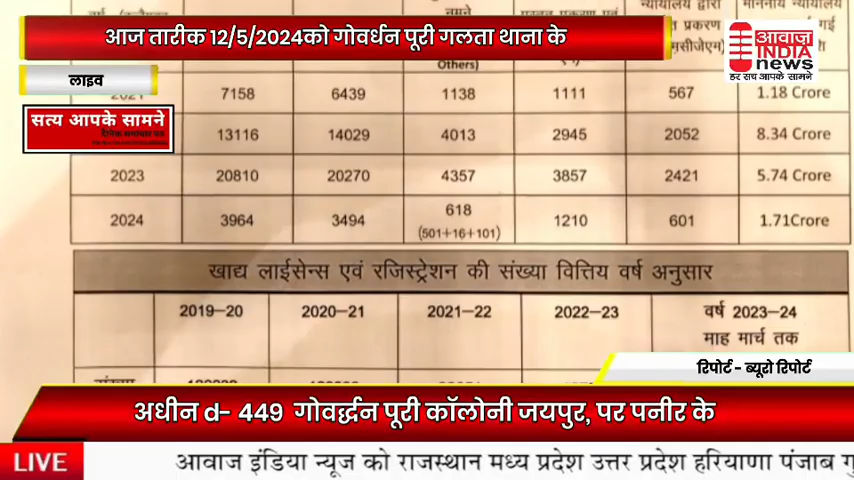 आज तारीक 12/5/2024को गोवर्धन पूरी गलता थाना के
आवाज
INDIA
news
हर सच आपके सामने
लाइव
सत्य आपके सामने
Others)
7158 6439 1138 1111 567 1.18 Crore
13116 14029 4013 2945 2052 8.34 Crore
2023 20810 20270 4357 3857 2421 5.74 Crore
2024 3964 3494 618 1210 601 1.71Crore
(501+16+101)
खाद्य लाईसेन्स एवं रजिस्ट्रेशन की संख्या वित्तिय वर्ष अनुसार
2019–20 2020–21 2021–22 2022–23 वर्ष 2023–24
माह मार्च तक
रिपोर्ट - ब्यूरो रिपोर्ट
अधीन d- 449 गोवर्द्धन पूरी कॉलोनी जयपुर, पर पनीर के
LIVE आवाज इंडिया न्यूज को राजस्थान मध्य प्रदेश उत्तर प्रदेश हरियाणा पंजाब